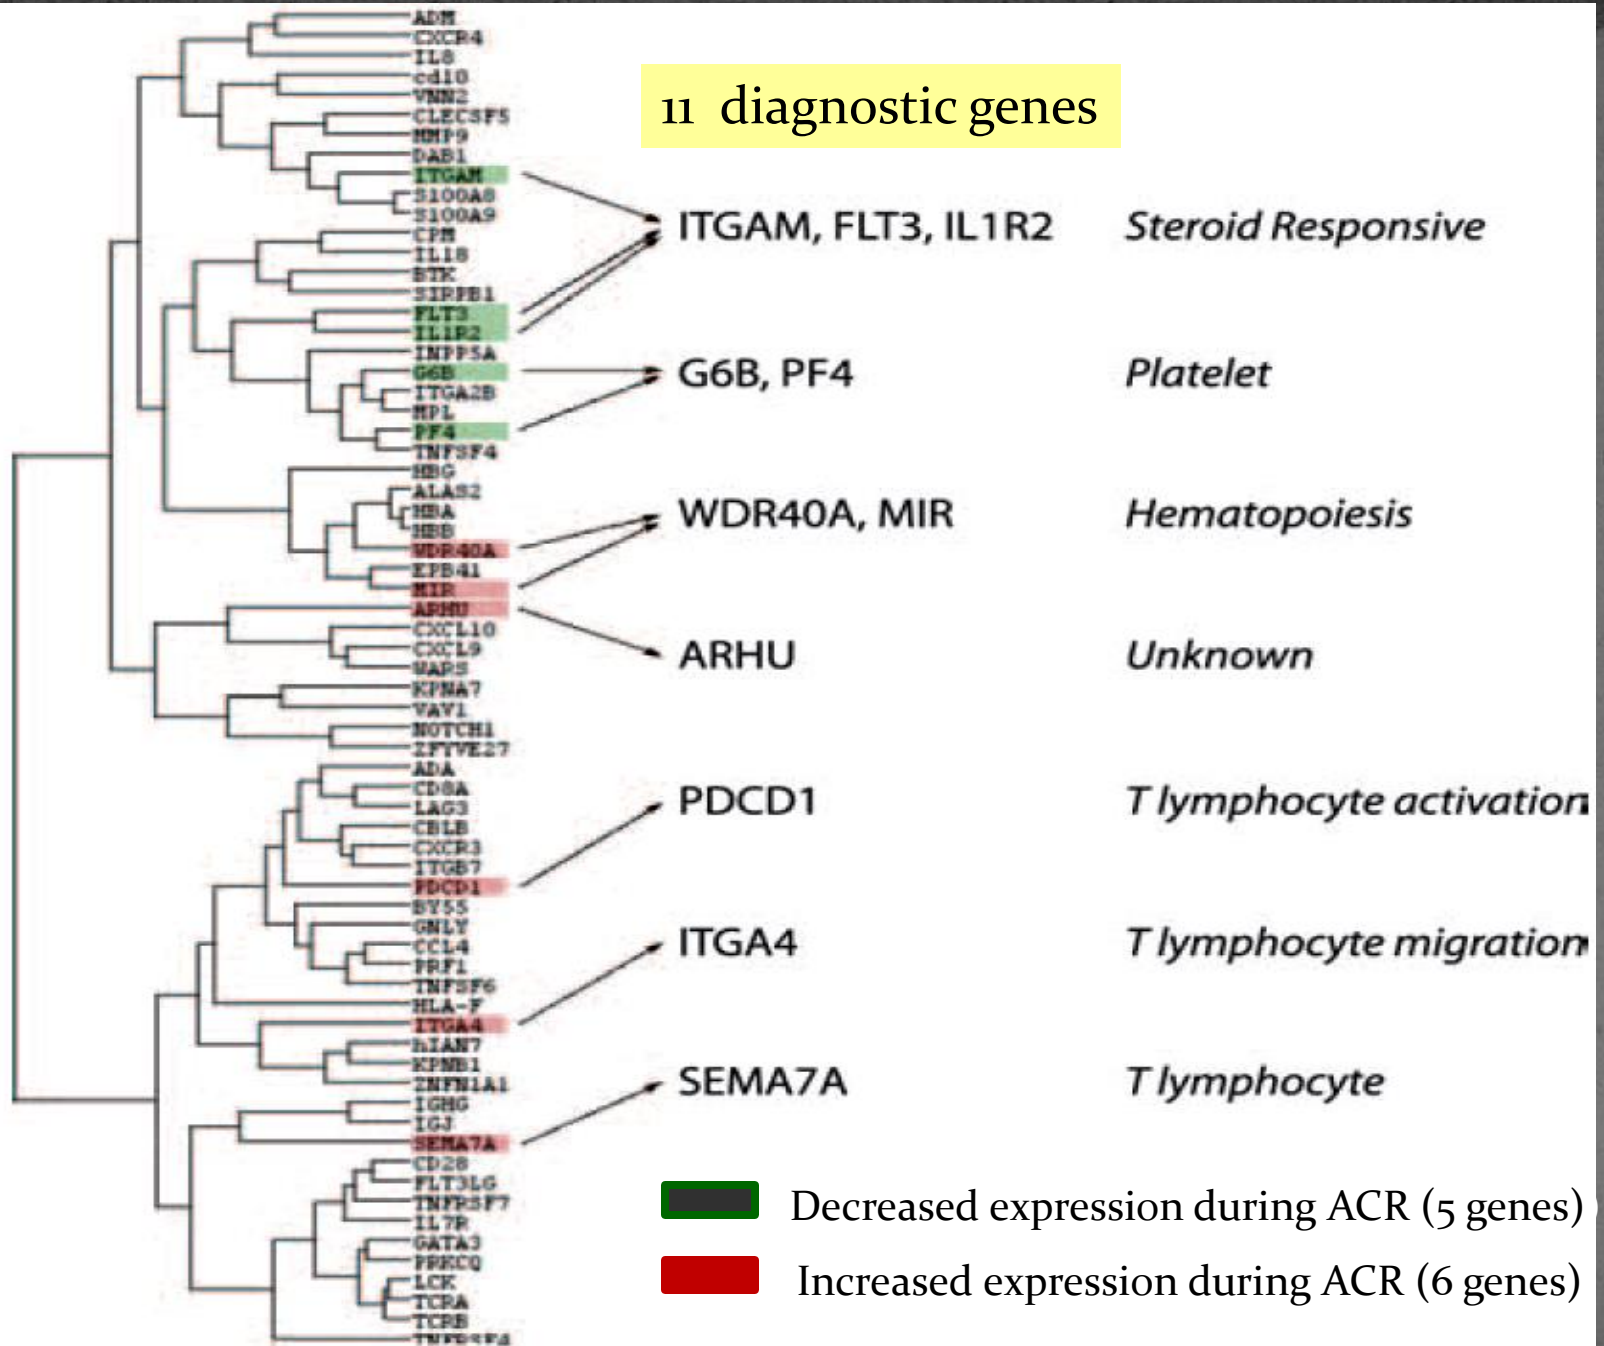 ADM
CXCR4
IL8
cd10
VNN2
CLECSF5
MMP9
DAB1
ITGAM
S100A8
S100A9
CPM
IL18
BTK
SIRPB1
FLT3
IL1R2
INPP5A
G6B
ITGA2B
MPL
PF4
TNFSF4
HBG
ALAS2
HBA
HBB
WDR40A
EPB41
MIR
ARHU
CXCL10
CXCL9
WARS
KPNA7
VAV1
NOTCH1
ZFYVE27
ADA
CD8A
LAG3
CBLB
CXCR3
ITGB7
PDCD1
BY55
GNLY
CCL4
PRF1
TNFSF6
HLA-F
ITGA4
hIAN7
KPNB1
ZNFN1A1
IGHG
IGJ
SEMA7A
CD28
FLT3LG
TNFRSF7
IL7R
GATA3
PRKCQ
LCK
TCRA
TCRB
TNFRSF4
11 diagnostic genes
ITGAM, FLT3, IL1R2 Steroid Responsive
G6B, PF4 Platelet
WDR40A, MIR Hematopoiesis
ARHU Unknown
PDCD1 T lymphocyte activation
ITGA4 T lymphocyte migration
SEMA7A T lymphocyte
Decreased expression during ACR (5 genes)
Increased expression during ACR (6 genes)